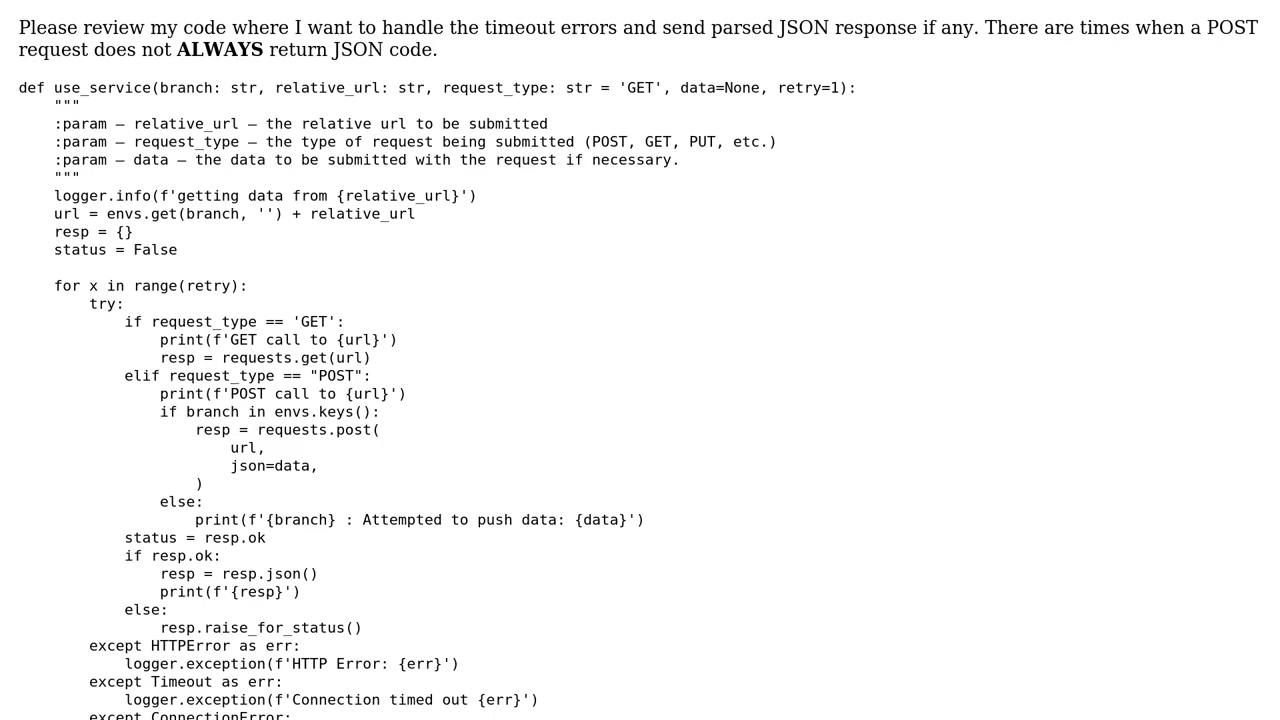 Please review my code where I want to handle the timeout errors and send parsed JSON response if any. There are times when a POST
request does not ALWAYS return JSON code.
def use_service(branch: str, relative_url: str, request_type: str = 'GET', data=None, retry=1):
    """
    :param – relative_url – the relative url to be submitted
    :param – request_type – the type of request being submitted (POST, GET, PUT, etc.)
    :param – data – the data to be submitted with the request if necessary.
    """
    logger.info(f'getting data from {relative_url}')
    url = envs.get(branch, '') + relative_url
    resp = {}
    status = False

    for x in range(retry):
        try:
            if request_type == 'GET':
                print(f'GET call to {url}')
                resp = requests.get(url)
            elif request_type == "POST":
                print(f'POST call to {url}')
                if branch in envs.keys():
                    resp = requests.post(
                        url,
                        json=data,
                    )
                else:
                    print(f'{branch} : Attempted to push data: {data}')
            status = resp.ok
            if resp.ok:
                resp = resp.json()
                print(f'{resp}')
            else:
                resp.raise_for_status()
        except HTTPError as err:
            logger.exception(f'HTTP Error: {err}')
        except Timeout as err:
            logger.exception(f'Connection timed out {err}')
        except ConnectionError: